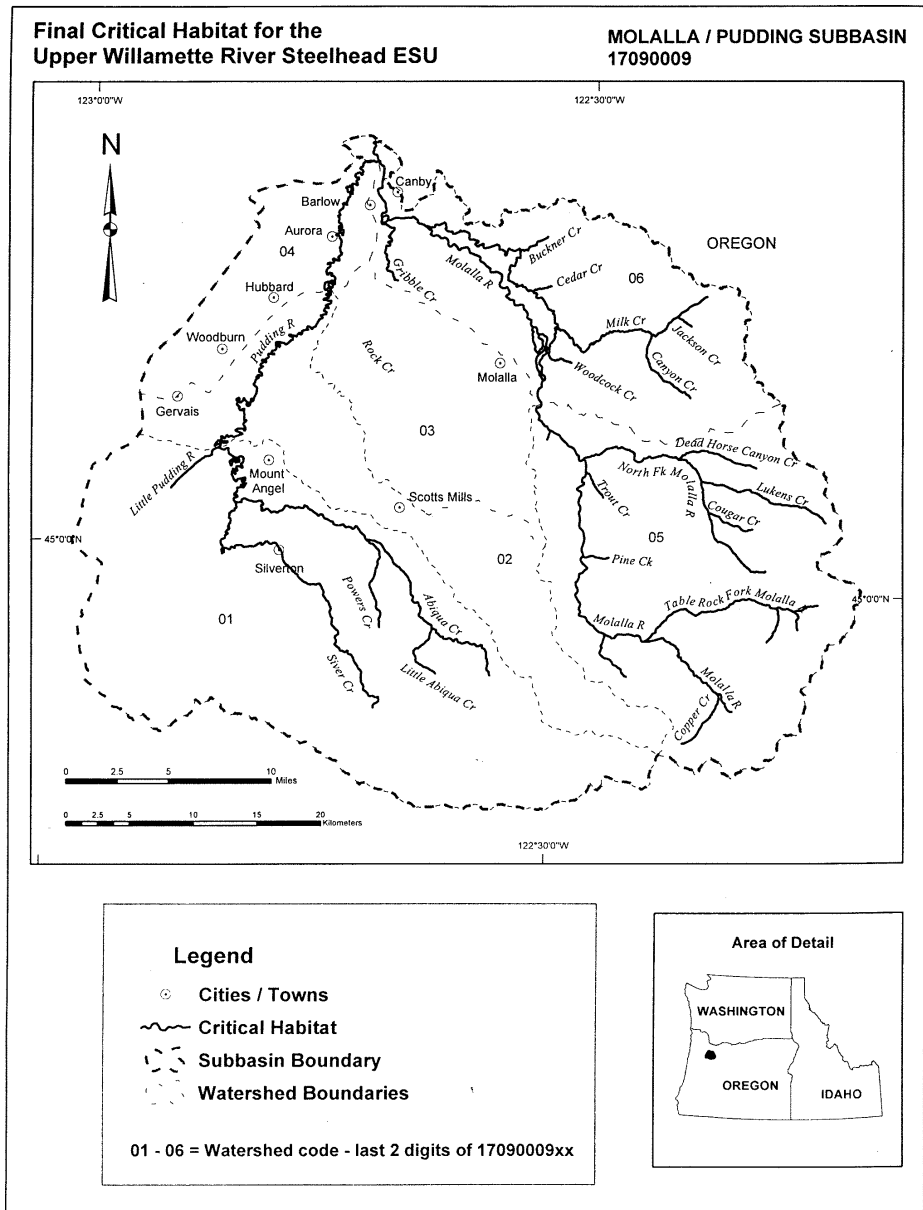 Final Critical Habitat for the
Upper Willamette River Steelhead ESU
MOLALLA / PUDDING SUBBASIN
17090009
123°0'0"W
122°30'0"W
N
Canby
Barlow
Aurora
04
OREGON
Buckner Cr
Cedar Cr
06
Gribble Cr
Molalla R
Hubbard
Milk Cr
Jackson Cr
Woodburn
Pudding R
Rock Cr
Molalla
Woodcock Cr
Canyon Cr
Gervais
03
Dead Horse Canyon Cr
Little Pudding R
Mount
Angel
North Fk Molalla R
Lukens Cr
Scotts Mills
Trout Cr
Cougar Cr
45°0'0"N
05
Silverton
02
Pine Ck
Powers Cr
Table Rock Fork Molalla
45°0'0"N
01
Abiqua Cr
Molalla R
Siver Cr
Little Abiqua Cr
Molalla R
Copper Cr
0 2.5 5 10
Miles
0 2.5 5 10 15 20
Kilometers
122°30'0"W
Legend
Cities / Towns
Critical Habitat
Subbasin Boundary
Watershed Boundaries
01 - 06 = Watershed code - last 2 digits of 17090009xx
Area of Detail
WASHINGTON
OREGON
IDAHO